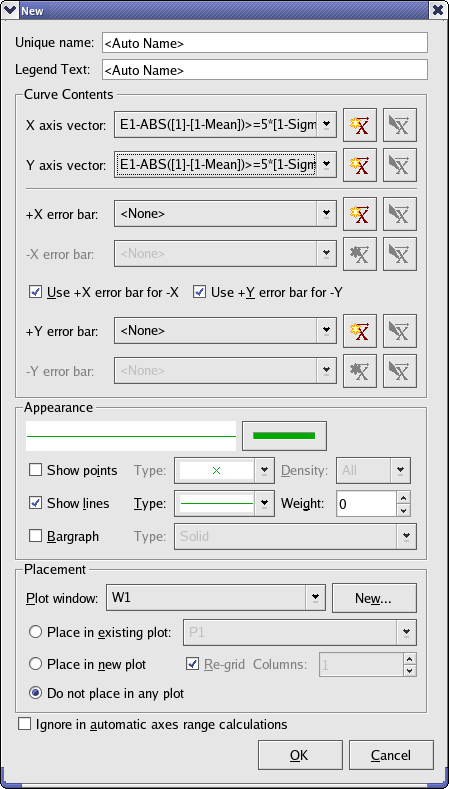 New
Unique name: <Auto Name>
Legend Text: <Auto Name>
Curve Contents
X axis vector: E1-ABS([1]-[1-Mean])>=5*[1-Sigm
Y axis vector: E1-ABS([1]-[1-Mean])>=5*[1-Sigm
+X error bar: <None>
-X error bar: <None>
Use +X error bar for -X Use +Y error bar for -Y
+Y error bar: <None>
-Y error bar: <None>
Appearance
Show points Type: Density: All
Show lines Type: Weight: 0
Bargraph Type: Solid
Placement
Plot window: W1 New...
Place in existing plot: P1
Place in new plot Re-grid Columns: 1
Do not place in any plot
Ignore in automatic axes range calculations
OK Cancel